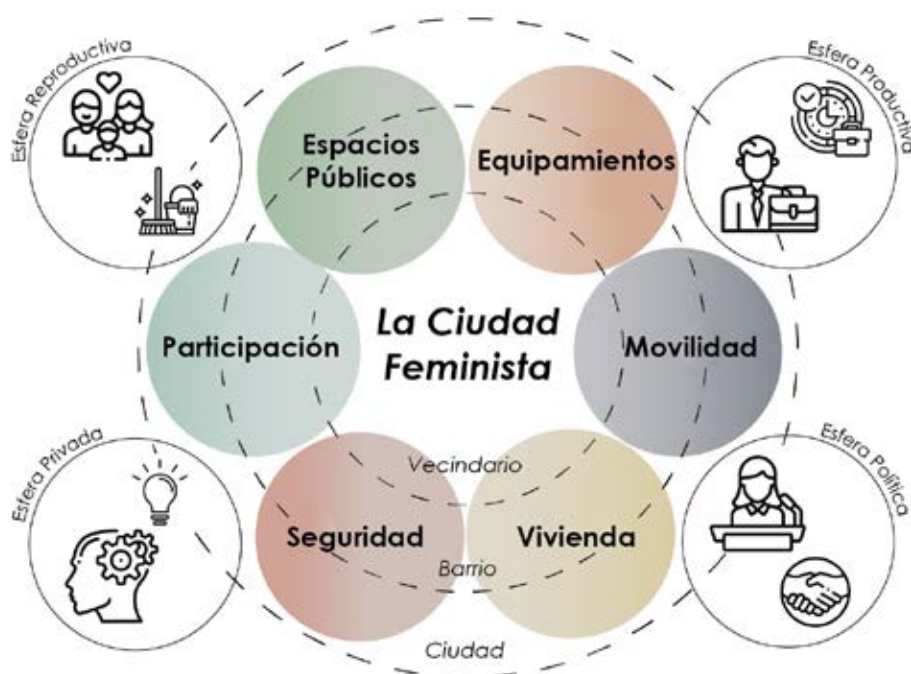 Esfera Reproductiva
Esfera Productiva
Espacios
Públicos
Equipamientos
Participación
La Ciudad
Feminista
Movilidad
Esfera Privada
Vecindario
Esfera Política
Seguridad
Vivienda
Barrio
Ciudad